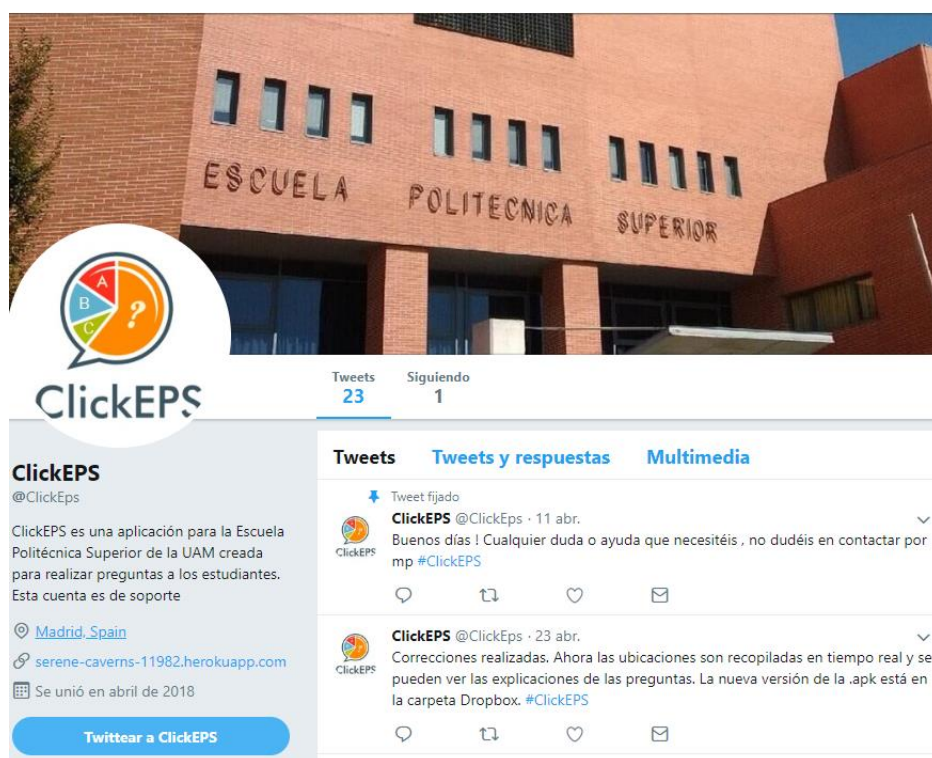 ESCUELA POLITECNICA SUPERIOR
A
B
C
?
ClickEPS
Tweets
23
Siguiendo
1
ClickEPS
@ClickEps
ClickEPS es una aplicación para la Escuela
Politécnica Superior de la UAM creada
para realizar preguntas a los estudiantes.
Esta cuenta es de soporte
Madrid, Spain
serene-caverns-11982.herokuapp.com
Se unió en abril de 2018
Twittear a ClickEPS
Tweets Tweets y respuestas Multimedia
Tweet fijado
ClickEPS
ClickEPS @ClickEps · 11 abr.
Buenos días ! Cualquier duda o ayuda que necesitéis , no dudéis en contactar por
mp #ClickEPS
ClickEPS
ClickEPS @ClickEps · 23 abr.
Correcciones realizadas. Ahora las ubicaciones son recopiladas en tiempo real y se
pueden ver las explicaciones de las preguntas. La nueva versión de la .apk está en
la carpeta Dropbox. #ClickEPS